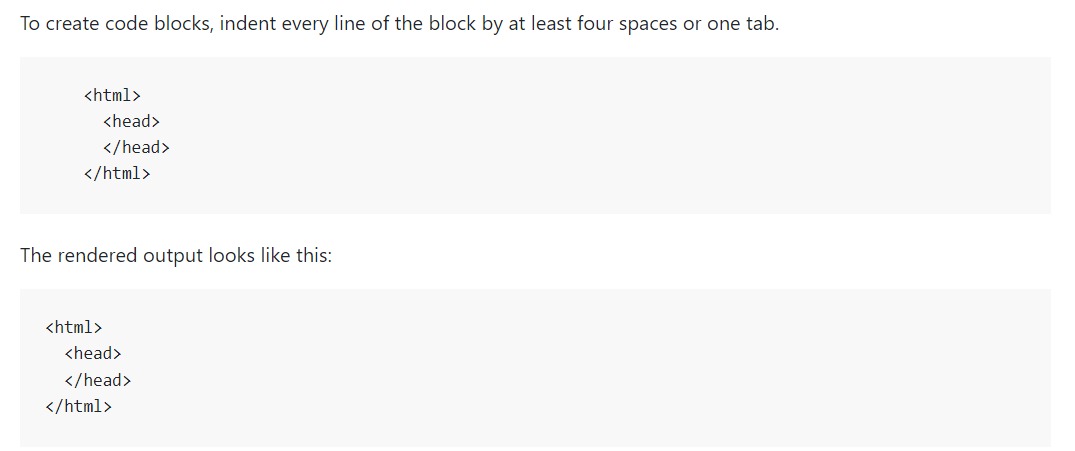 To create code blocks, indent every line of the block by at least four spaces or one tab.
    <html>
      <head>
      </head>
    </html>
The rendered output looks like this:
<html>
  <head>
  </head>
</html>